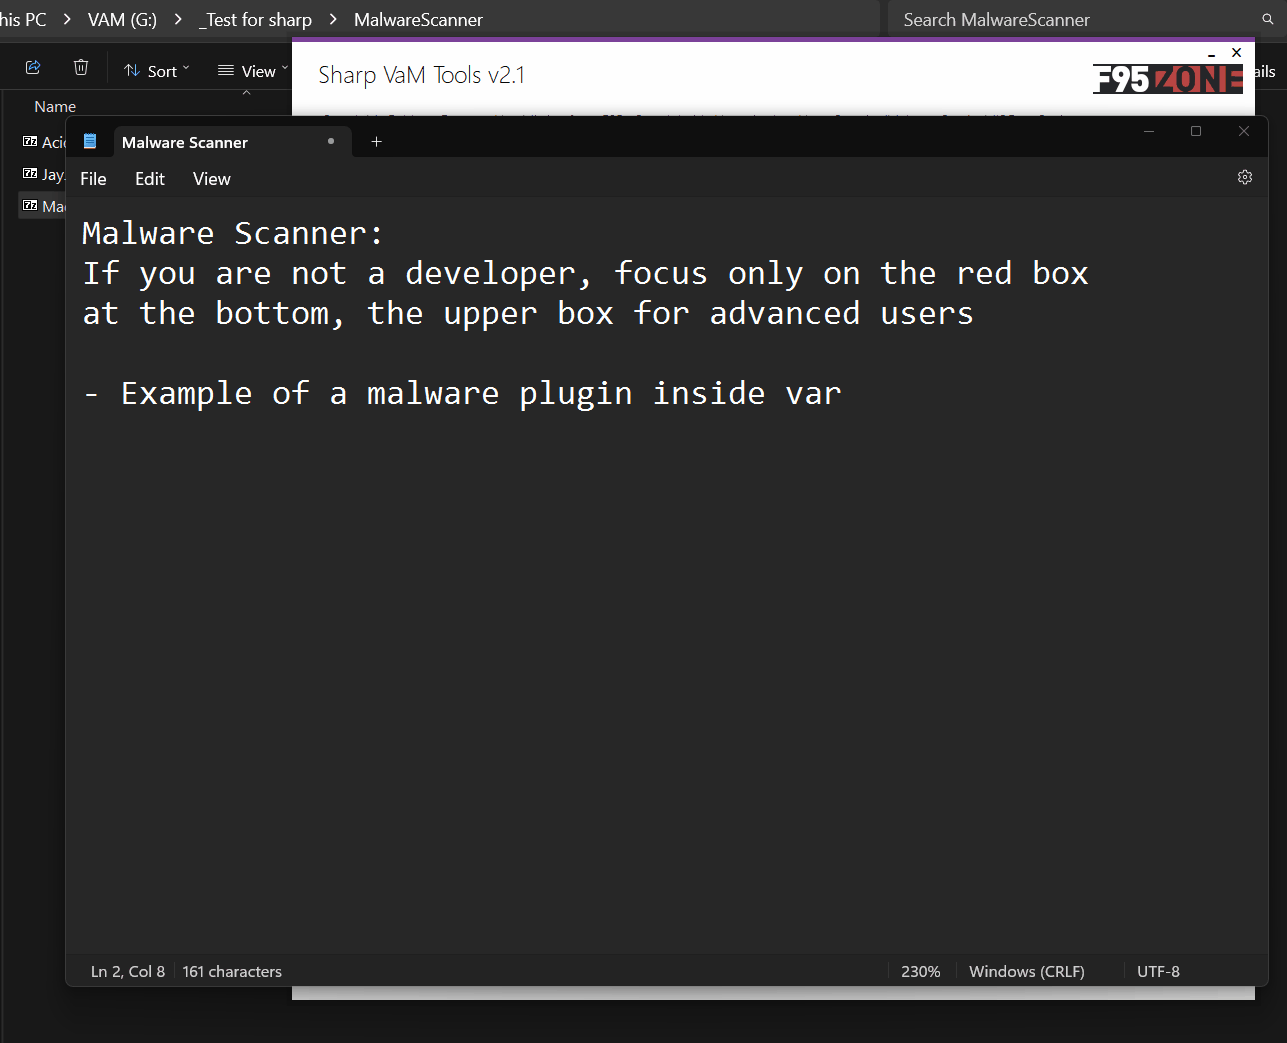 his PC > VAM (G:) > _Test for sharp > MalwareScanner
Search MalwareScanner
Sort
View
ails
Sharp VaM Tools v2.1
F95ZONE
Name
Acid
Jay.
Mac
Malware Scanner
File Edit View
Malware Scanner:
If you are not a developer, focus only on the red box
at the bottom, the upper box for advanced users
- Example of a malware plugin inside var
Ln 2, Col 8
161 characters
230%
Windows (CRLF)
UTF-8